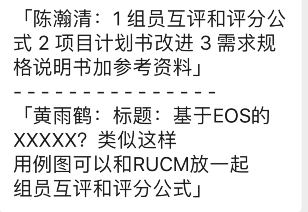 「陈瀚清：1 组员互评和评分公
式 2 项目计划书改进 3 需求规
格说明书加参考资料」
- - - - - - - - - - - - - - -
「黄雨鹤：标题：基于EOS的
XXXXX？类似这样
用例图可以和RUCM放一起
组员互评和评分公式」